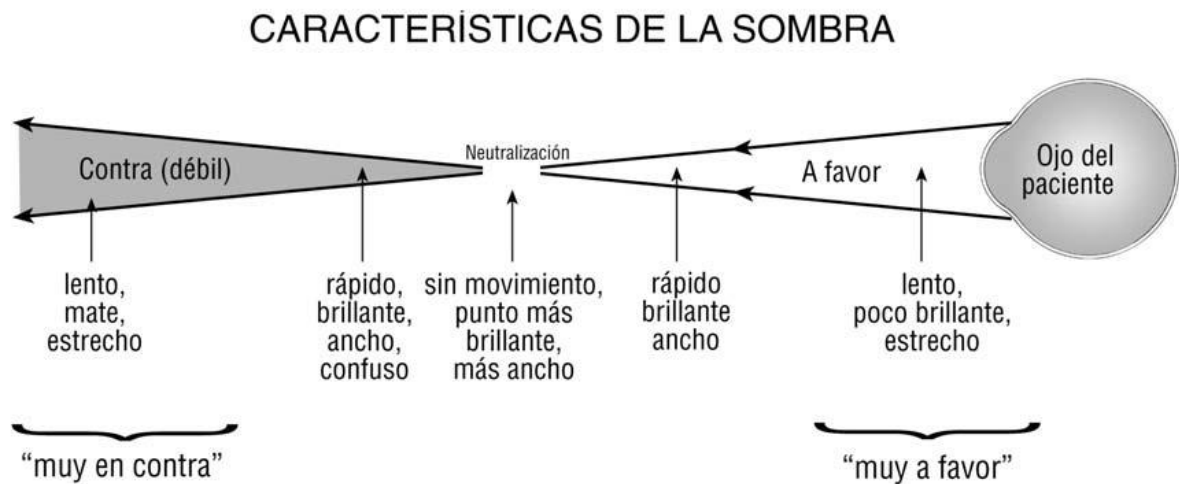 CARACTERÍSTICAS DE LA SOMBRA
Contra (débil)
Neutralización
A favor
Ojo del
paciente
lento,
mate,
estrecho
rápido,
brillante,
ancho,
confuso
sin movimiento,
punto más
brillante,
más ancho
rápido
brillante
ancho
lento,
poco brillante,
estrecho
“muy en contra”
“muy a favor”